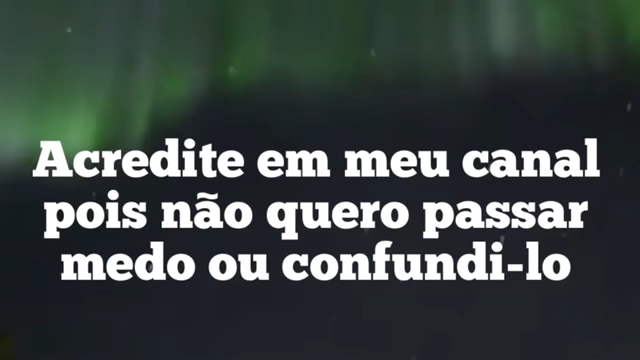 Acredite em meu canal
pois não quero passar
medo ou confundi-lo